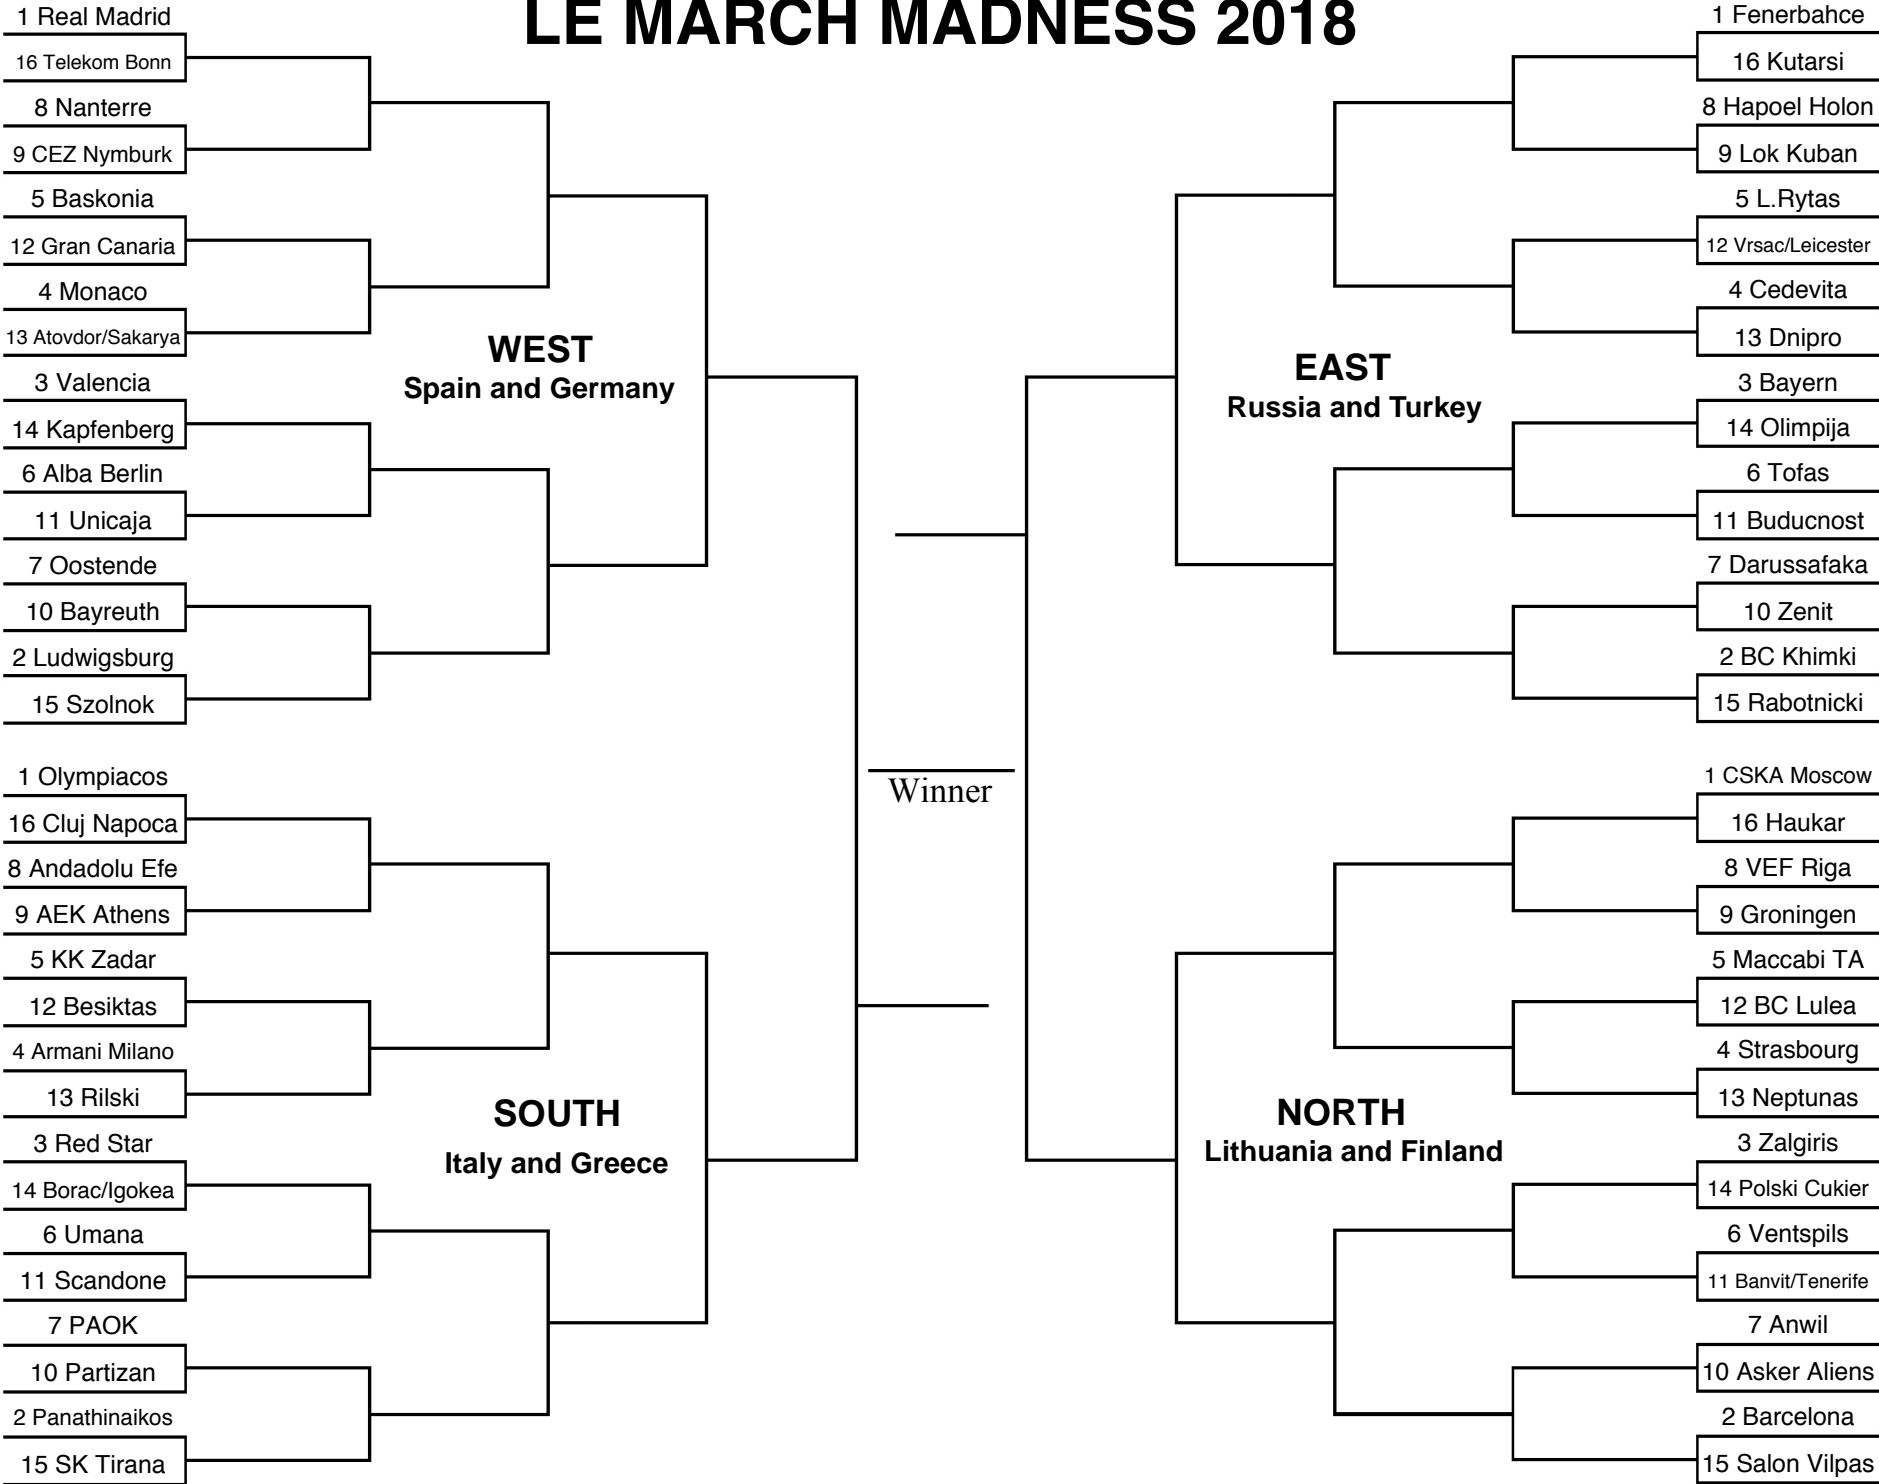 LE MARCH MADNESS 2018
1 Real Madrid
16 Telekom Bonn
8 Nanterre
9 CEZ Nymburk
5 Baskonia
12 Gran Canaria
4 Monaco
13 Atovdor/Sakarya
3 Valencia
14 Kapfenberg
6 Alba Berlin
11 Unicaja
7 Oostende
10 Bayreuth
2 Ludwigsburg
15 Szolnok
WEST
Spain and Germany
1 Olympiacos
16 Cluj Napoca
8 Andadolu Efe
9 AEK Athens
5 KK Zadar
12 Besiktas
4 Armani Milano
13 Rilski
3 Red Star
14 Borac/Igokea
6 Umana
11 Scandone
7 PAOK
10 Partizan
2 Panathinaikos
15 SK Tirana
SOUTH
Italy and Greece
Winner
1 Fenerbahce
16 Kutarsi
8 Hapoel Holon
9 Lok Kuban
5 L.Rytas
12 Vrsac/Leicester
4 Cedevita
13 Dnipro
3 Bayern
14 Olimpija
6 Tofas
11 Buducnost
7 Darussafaka
10 Zenit
2 BC Khimki
15 Rabotnicki
EAST
Russia and Turkey
1 CSKA Moscow
16 Haukar
8 VEF Riga
9 Groningen
5 Maccabi TA
12 BC Lulea
4 Strasbourg
13 Neptunas
3 Zalgiris
14 Polski Cukier
6 Ventspils
11 Banvit/Tenerife
7 Anwil
10 Asker Aliens
2 Barcelona
15 Salon Vilpas
NORTH
Lithuania and Finland